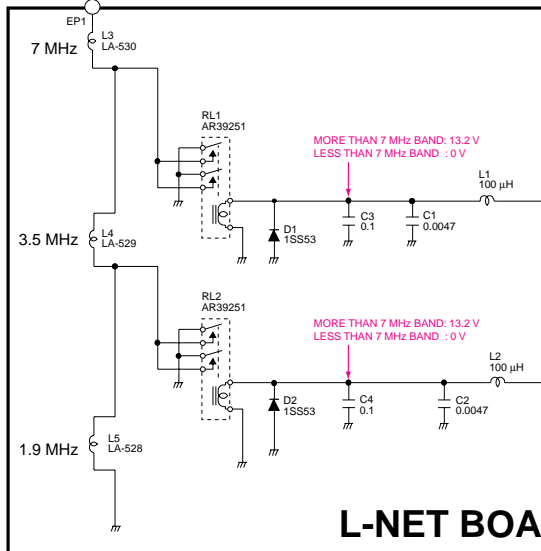 EP1
L3
LA-530
7 MHz
RL1
AR39251
MORE THAN 7 MHz BAND: 13.2 V
LESS THAN 7 MHz BAND : 0 V
L1
100 µH
D1
1SS53
C3
0.1
C1
0.0047
3.5 MHz
L4
LA-529
RL2
AR39251
MORE THAN 7 MHz BAND: 13.2 V
LESS THAN 7 MHz BAND : 0 V
L2
100 µH
D2
1SS53
C4
0.1
C2
0.0047
1.9 MHz
L5
LA-528
L-NET BOA